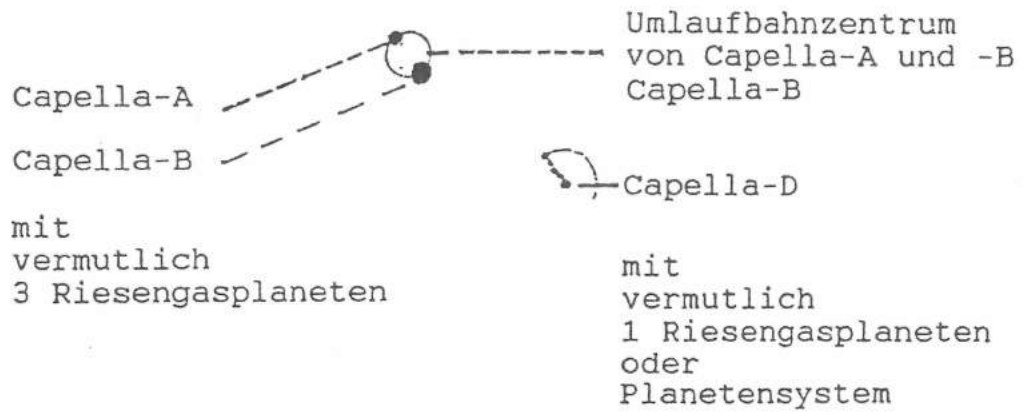 Umlaufbahnzentrum
von Capella-A und -B
Capella-B
Capella-A
Capella-B
Capella-D
mit
vermutlich
3 Riesengasplaneten
mit
vermutlich
1 Riesengasplaneten
oder
Planetensystem